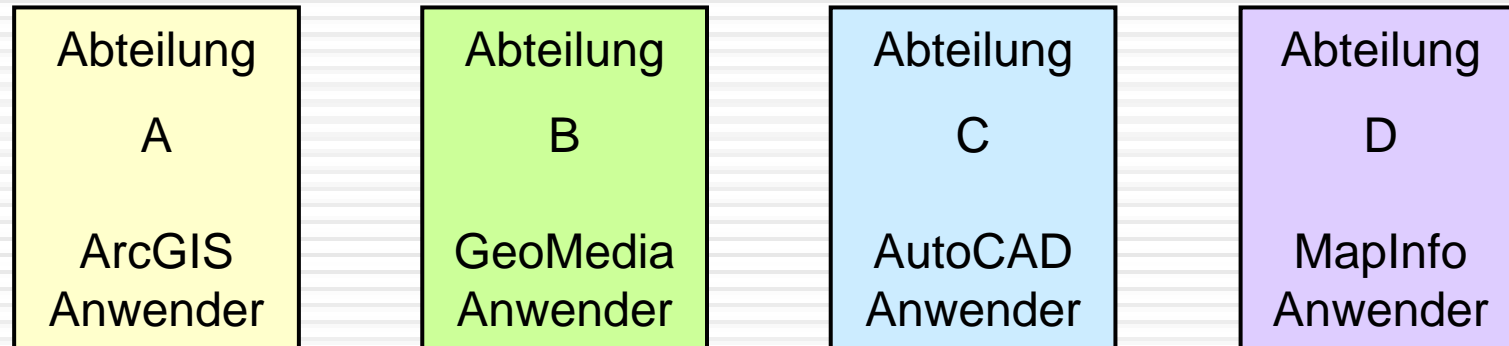 Abteilung
A
ArcGIS
Anwender
Abteilung
B
GeoMedia
Anwender
Abteilung
C
AutoCAD
Anwender
Abteilung
D
MapInfo
Anwender